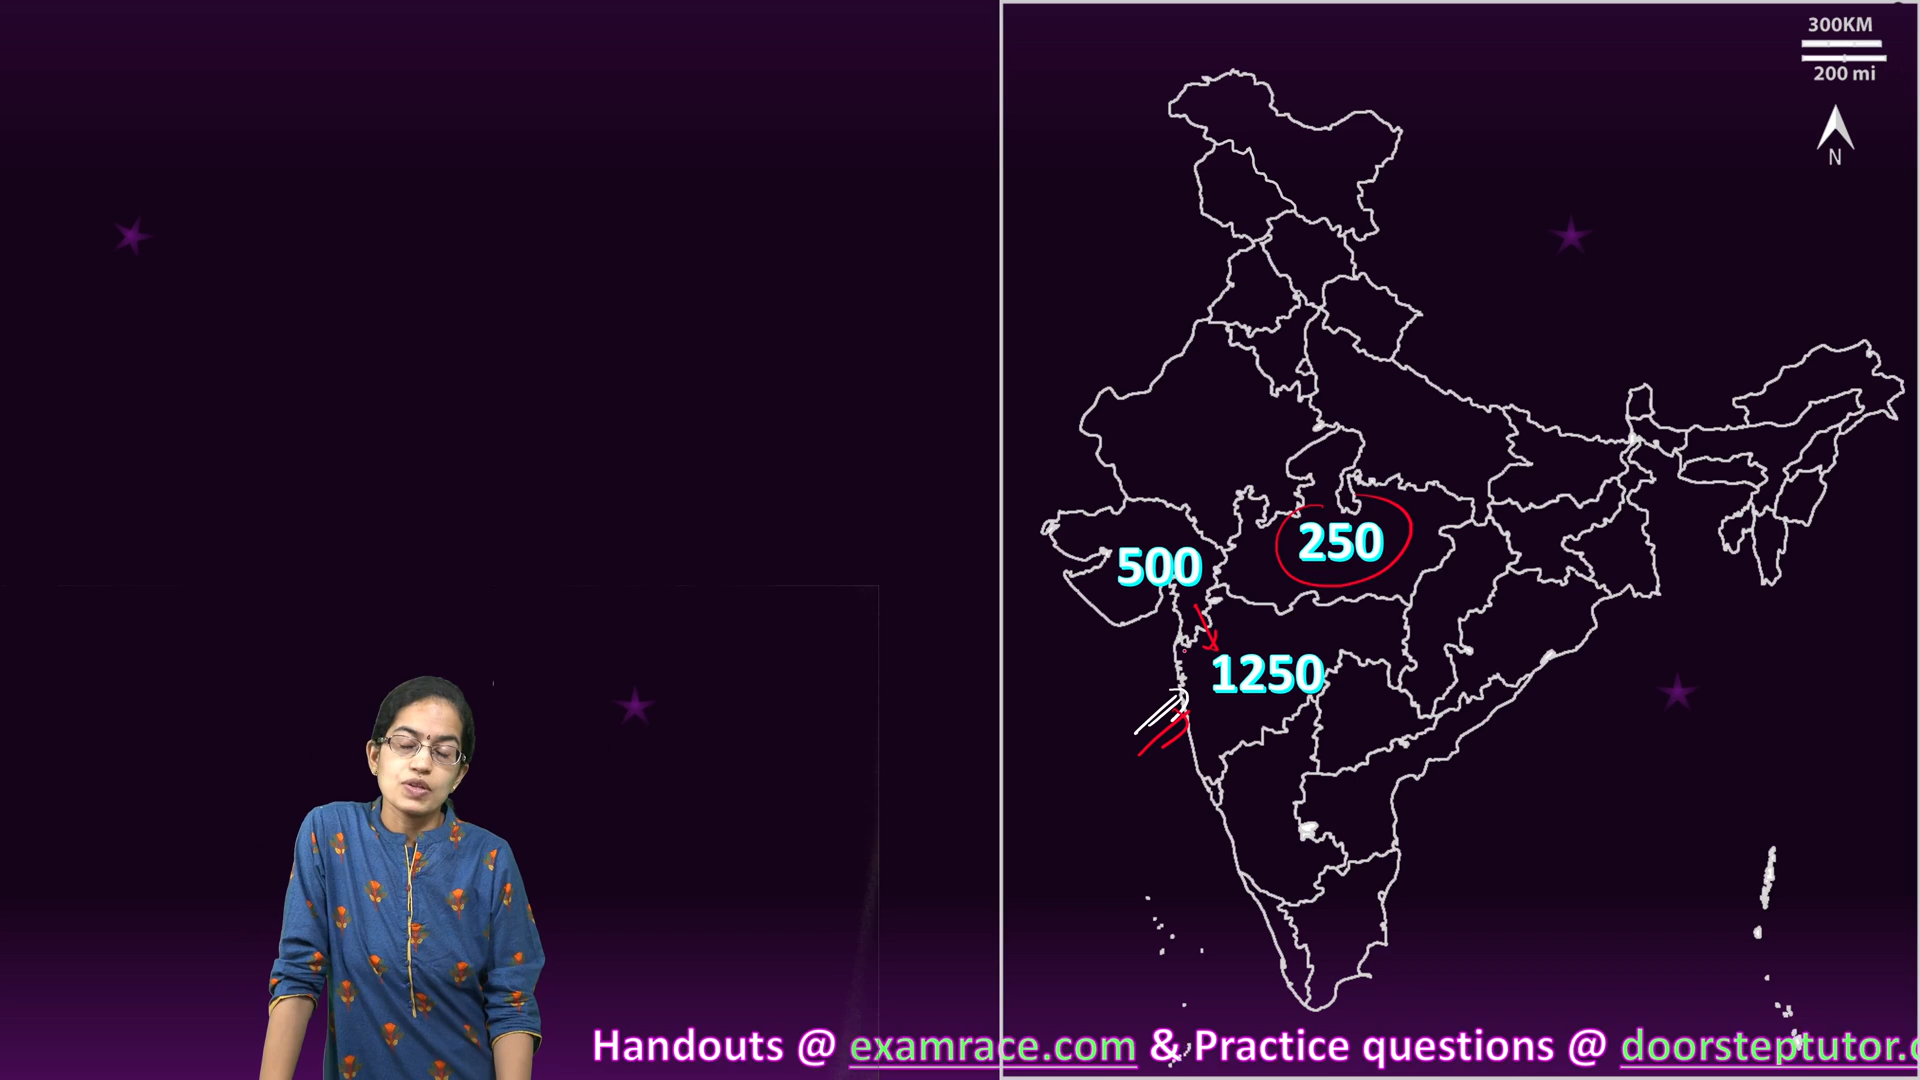 300KM
200 mi
N
250
500
1250
Handouts @ examrace.com & Practice questions @ doorsteptutor.c